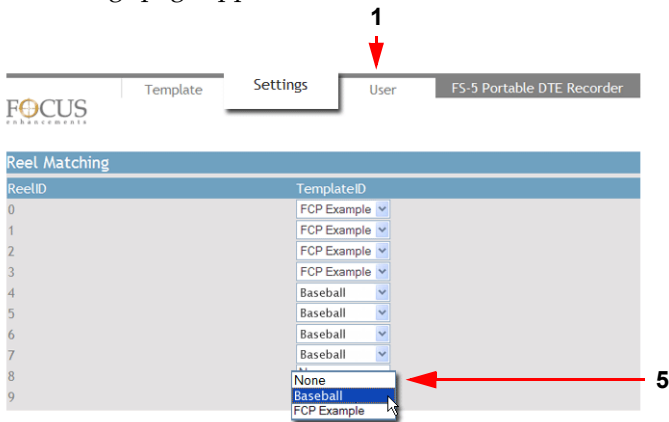 1
Template Settings User FS-5 Portable DTE Recorder
FOCUS
enhancements
Reel Matching
ReelID TemplateID
0 FCP Example
1 FCP Example
2 FCP Example
3 FCP Example
4 Baseball
5 Baseball
6 Baseball
7 Baseball
8
None
5
9
Baseball
FCP Example